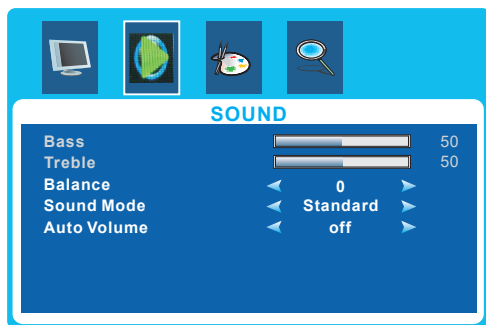 SOUND
Bass 50
Treble 50
Balance 0
Sound Mode Standard
Auto Volume off